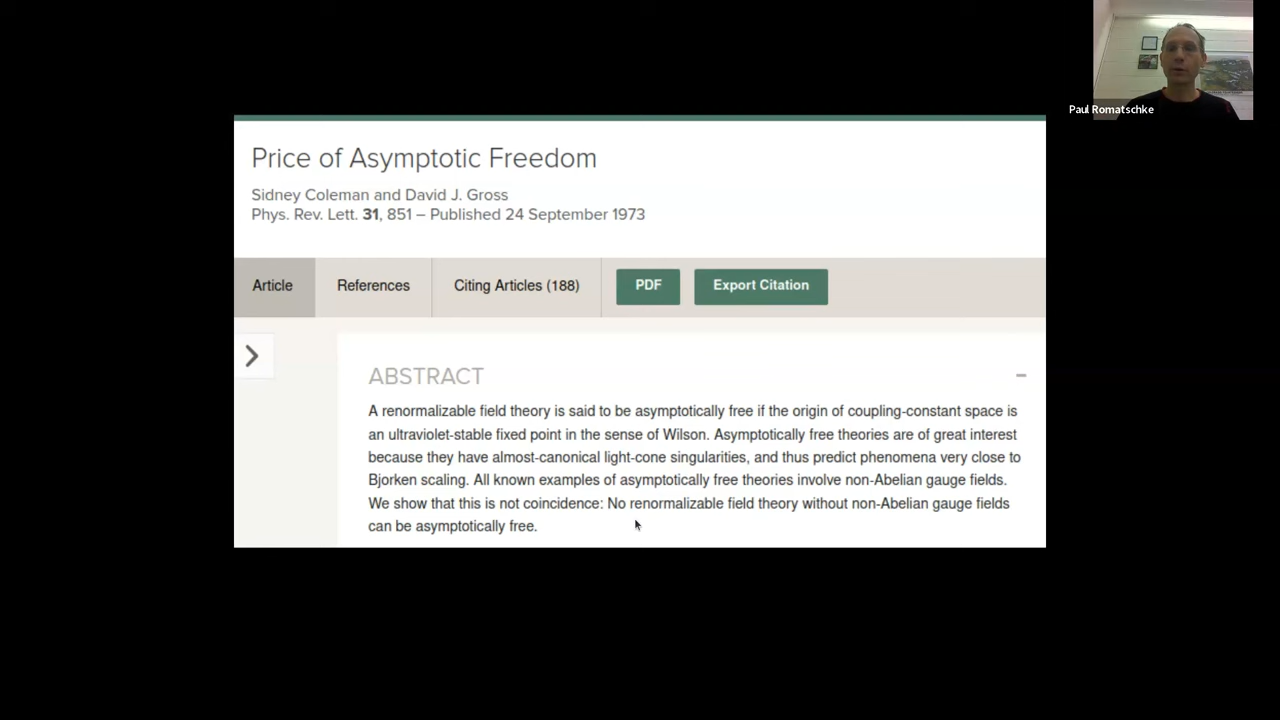 Paul Romatschke
Price of Asymptotic Freedom
Sidney Coleman and David J. Gross
Phys. Rev. Lett. 31, 851 – Published 24 September 1973
Article References Citing Articles (188) PDF Export Citation
ABSTRACT
A renormalizable field theory is said to be asymptotically free if the origin of coupling-constant space is
an ultraviolet-stable fixed point in the sense of Wilson. Asymptotically free theories are of great interest
because they have almost-canonical light-cone singularities, and thus predict phenomena very close to
Bjorken scaling. All known examples of asymptotically free theories involve non-Abelian gauge fields.
We show that this is not coincidence: No renormalizable field theory without non-Abelian gauge fields
can be asymptotically free.